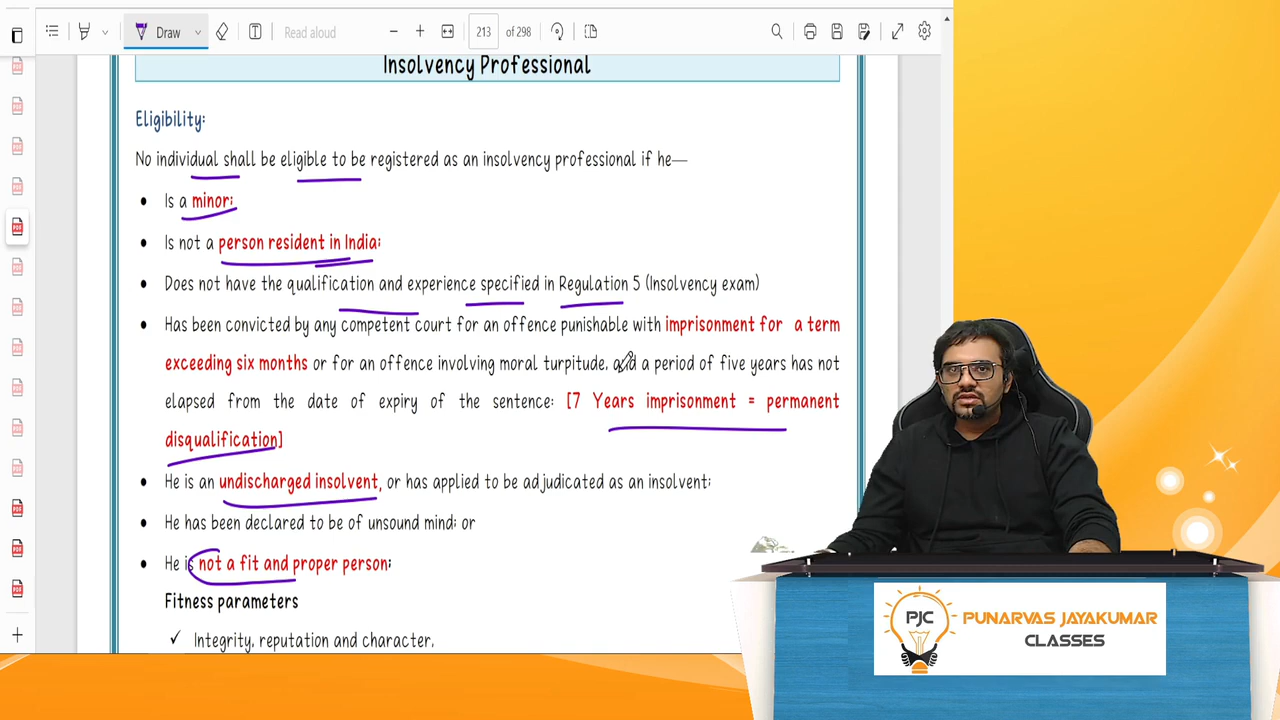 Draw
Read aloud
213
of 298
Insolvency Professional
Eligibility:
No individual shall be eligible to be registered as an insolvency professional if he—
• Is a minor;
• Is not a person resident in India;
• Does not have the qualification and experience specified in Regulation 5 (Insolvency exam)
• Has been convicted by any competent court for an offence punishable with imprisonment for a term
exceeding six months or for an offence involving moral turpitude, and a period of five years has not
elapsed from the date of expiry of the sentence: [7 Years imprisonment = permanent
disqualification]
• He is an undischarged insolvent, or has applied to be adjudicated as an insolvent;
• He has been declared to be of unsound mind; or
• He is not a fit and proper person;
Fitness parameters
✓ Integrity, reputation and character,
PJC
PUNARVAS JAYAKUMAR
CLASSES